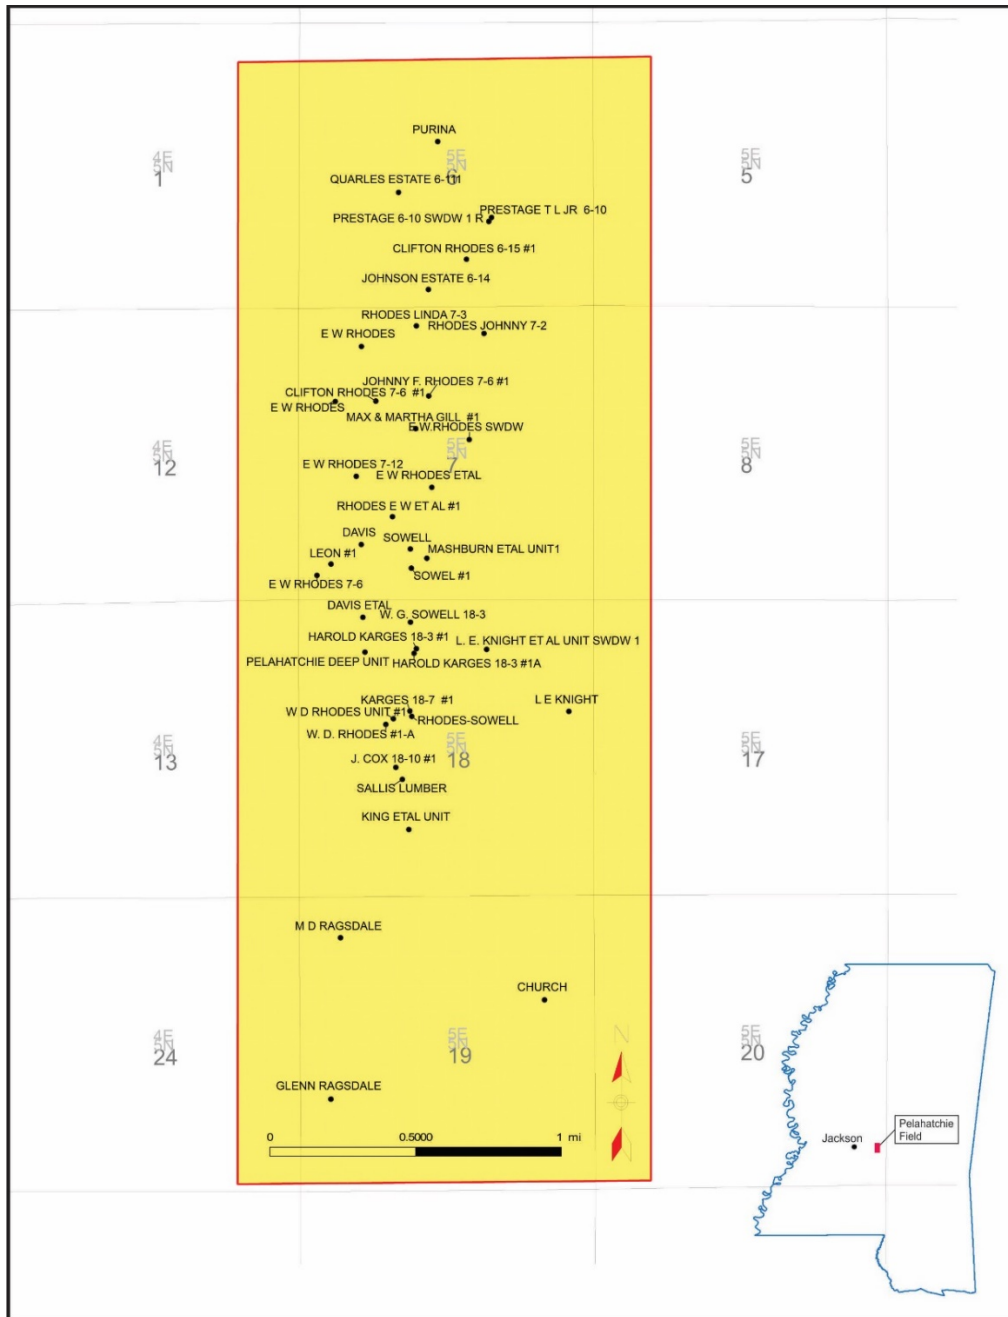 PURINA
4E
5N
1
5E
5N
6
5E
5N
5
QUARLES ESTATE 6-111
PRESTAGE T L JR 6-10
PRESTAGE 6-10 SWDW 1 R
CLIFTON RHODES 6-15 #1
JOHNSON ESTATE 6-14
RHODES LINDA 7-3
RHODES JOHNNY 7-2
E W RHODES
JOHNNY F. RHODES 7-6 #1
CLIFTON RHODES 7-6 #1
E W RHODES
MAX & MARTHA GILL #1
E.W.RHODES SWDW
4E
5N
12
5E
5N
7
5E
5N
8
E W RHODES 7-12
E W RHODES ETAL
RHODES E W ET AL #1
DAVIS
SOWELL
LEON #1
MASHBURN ETAL UNIT1
SOWEL #1
E W RHODES 7-6
DAVIS ETAL
W. G. SOWELL 18-3
HAROLD KARGES 18-3 #1
L. E. KNIGHT ET AL UNIT SWDW 1
PELAHATCHIE DEEP UNIT
HAROLD KARGES 18-3 #1A
KARGES 18-7 #1
L E KNIGHT
W D RHODES UNIT #1
RHODES-SOWELL
W. D. RHODES #1-A
4E
5N
13
5E
5N
18
5E
5N
17
J. COX 18-10 #1
SALLIS LUMBER
KING ETAL UNIT
M D RAGSDALE
CHURCH
4E
5N
24
5E
5N
19
5E
5N
20
N
GLENN RAGSDALE
0 0.5000 1 mi
Jackson
Pelahatchie
Field